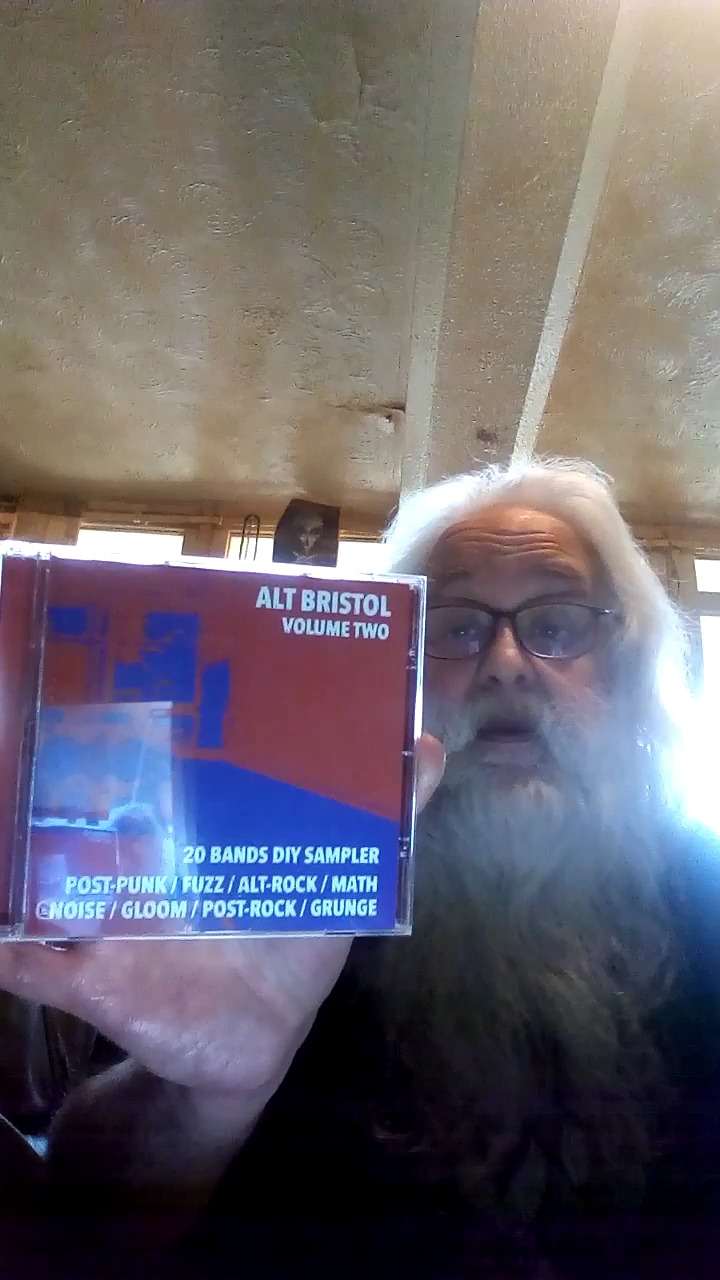 ALT BRISTOL
VOLUME TWO
20 BANDS DIY SAMPLER
POST-PUNK / FUZZ / ALT-ROCK / MATH
NOISE / GLOOM / POST-ROCK / GRUNGE